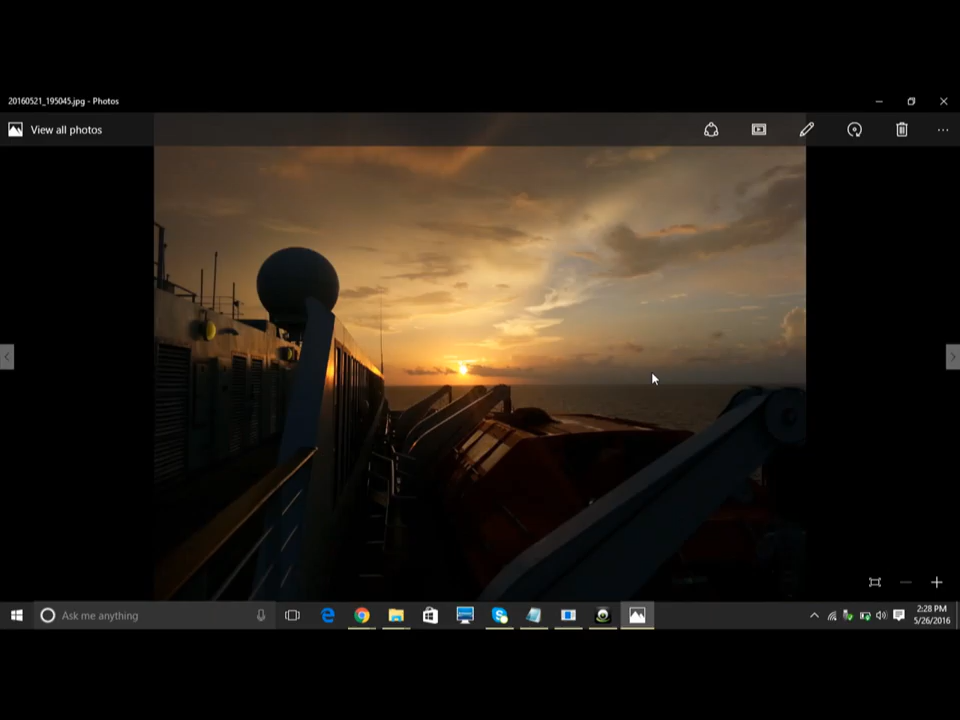 20160521_195045.jpg - Photos
View all photos
Ask me anything
2:28 PM
5/26/2016